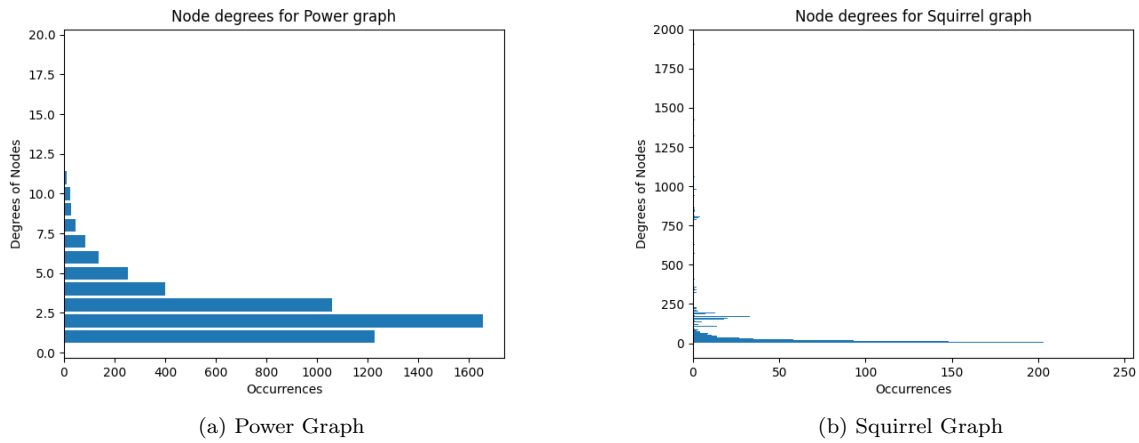 Node degrees for Power graph
20.0
17.5
15.0
12.5
10.0
7.5
5.0
2.5
0.0
Degrees of Nodes
0 200 400 600 800 1000 1200 1400 1600
Occurrences
(a) Power Graph
Node degrees for Squirrel graph
2000
1750
1500
1250
1000
750
500
250
0
Degrees of Nodes
0 50 100 150 200 250
Occurrences
(b) Squirrel Graph